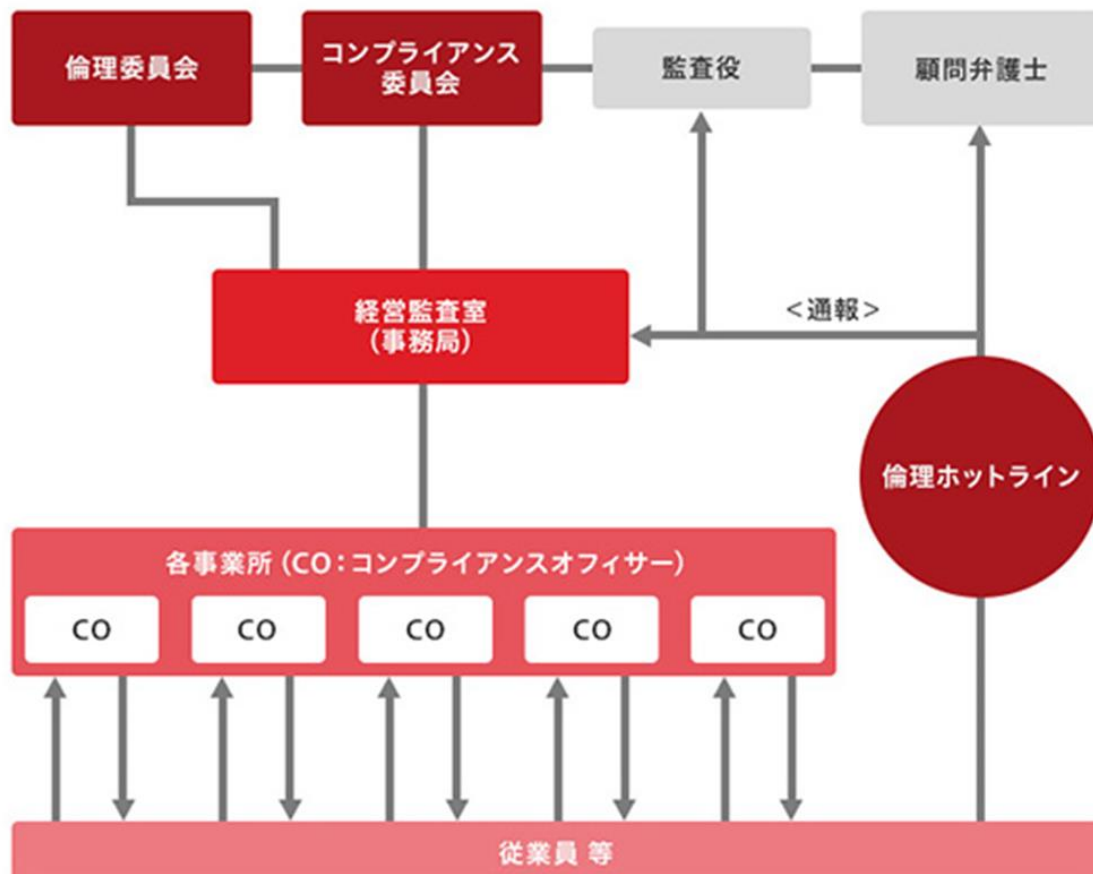 倫理委員会
コンプライアンス
委員会
監査役
顧問弁護士
経営監査室
(事務局)
<通報>
倫理ホットライン
各事業所(CO:コンプライアンスオフィサー)
CO
CO
CO
CO
CO
従業員 等